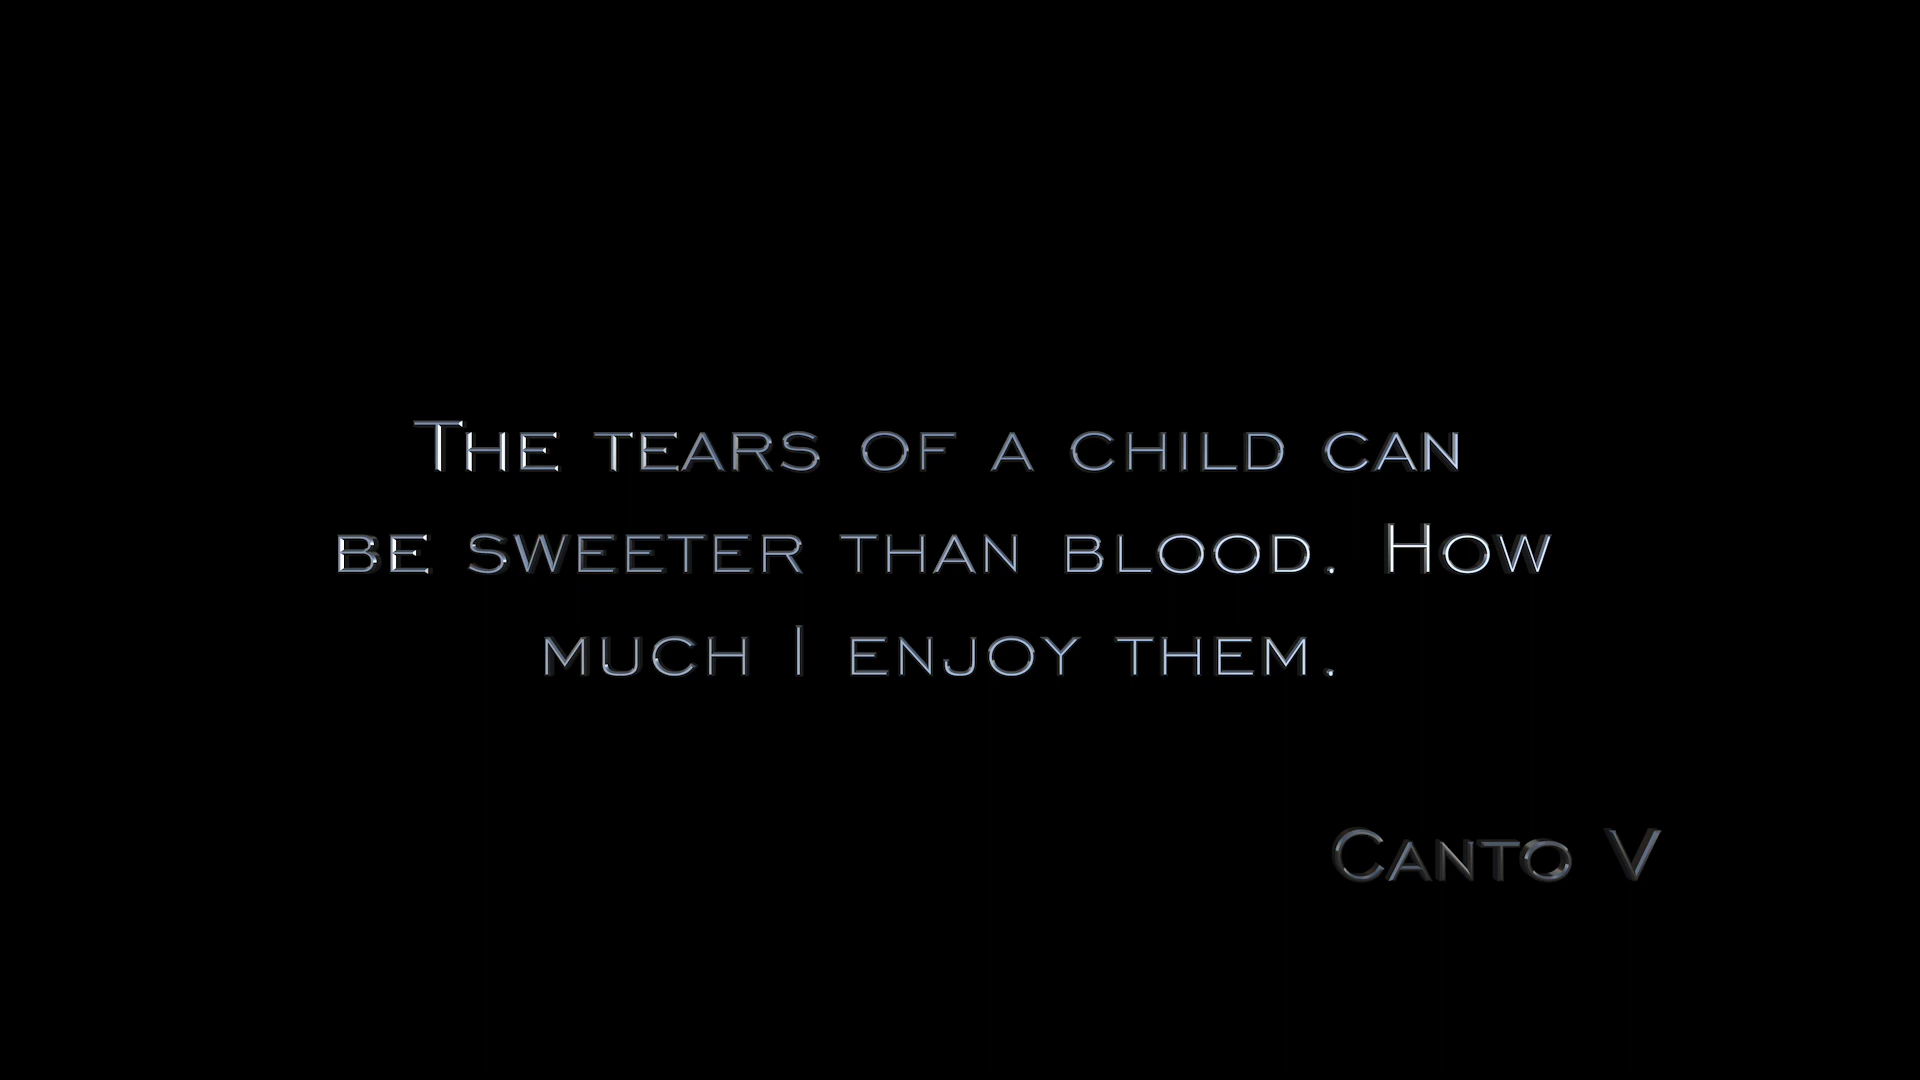 The tears of a child can
be sweeter than blood. How
much I enjoy them.
Canto V